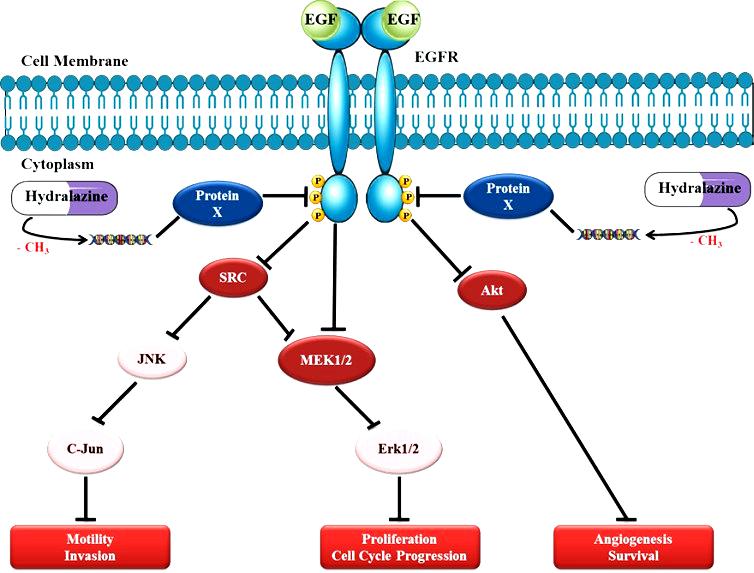 EGF EGF
Cell Membrane
EGFR
Cytoplasm
Hydralazine
Protein
X
P
P
P
P
P
P
Protein
X
Hydralazine
- CH₃
- CH₃
SRC
Akt
JNK
MEK1/2
C-Jun
Erk1/2
Motility
Invasion
Proliferation
Cell Cycle Progression
Angiogenesis
Survival